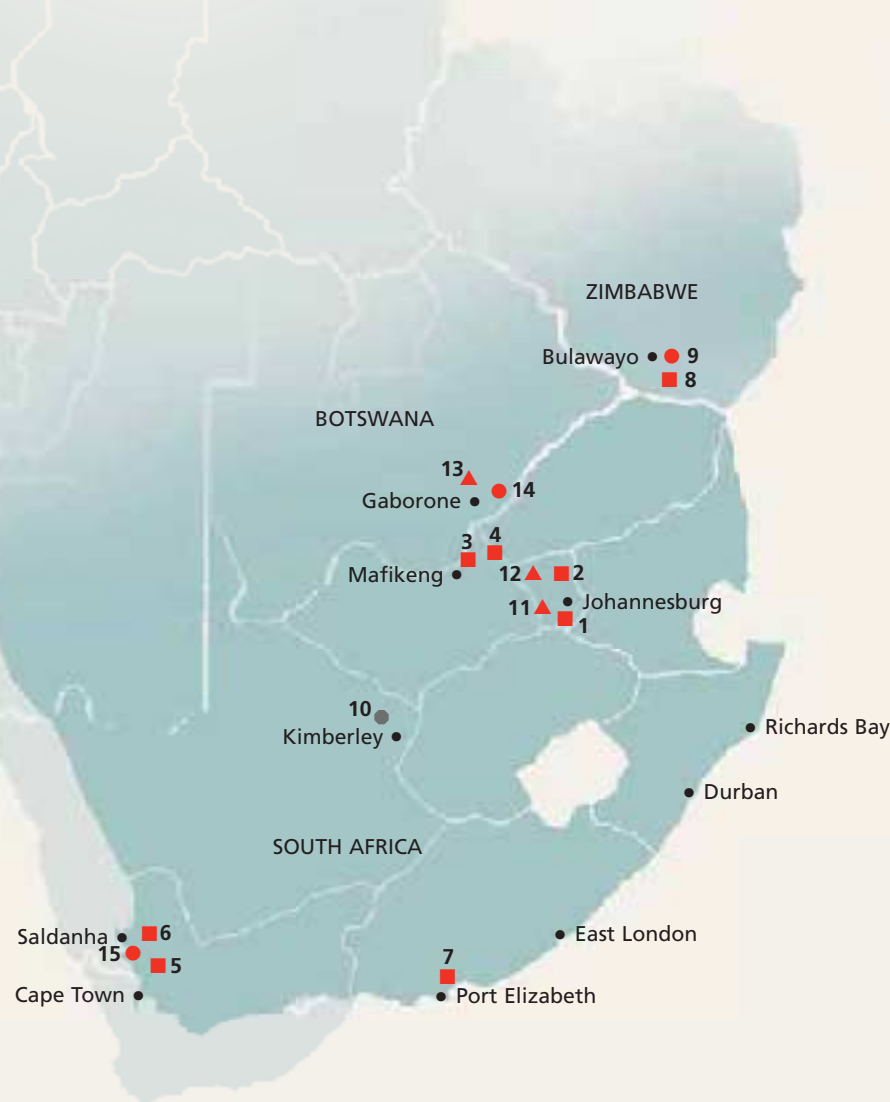 ZIMBABWE
Bulawayo
9
8
BOTSWANA
13
14
Gaborone
3
4
Mafikeng
12
2
Johannesburg
11
1
10
Kimberley
Richards Bay
Durban
SOUTH AFRICA
Saldanha
6
East London
15
5
7
Cape Town
Port Elizabeth